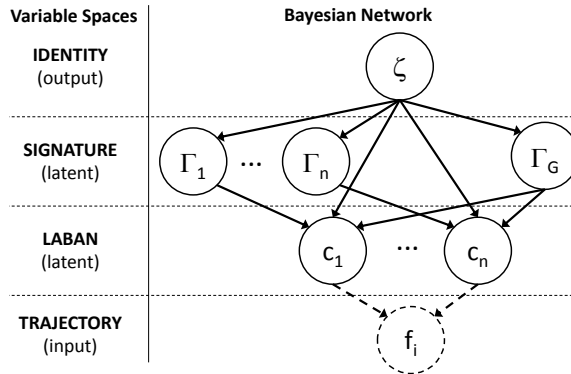 Variable Spaces
Bayesian Network
IDENTITY
(output)
ζ
SIGNATURE
(latent)
Γ1 ... Γn ΓG
LABAN
(latent)
c1 ... cn
TRAJECTORY
(input)
fi